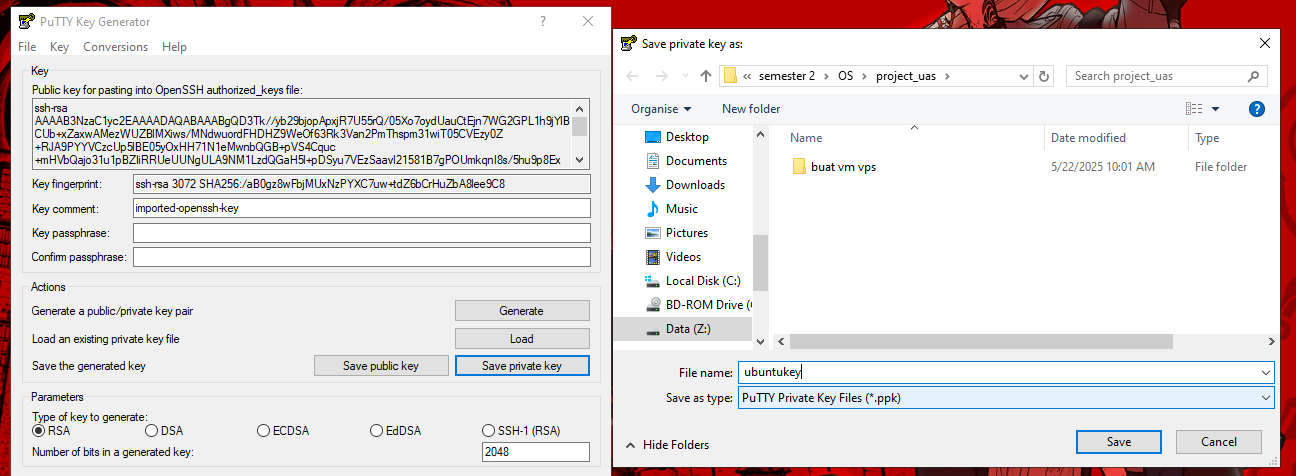 PuTTY Key Generator
?
File Key Conversions Help
Key
Public key for pasting into OpenSSH authorized_keys file:
ssh-rsa
AAAAB3NzaC1yc2EAAAADAQABAAABgQD3Tk//yb29bjopApxjR7U55rQ/05Xo7oydUauCtEjn7WG2GPL1h9jYIB
CUb+xZaxwAMezWUZBIMXiws/MNdwuordFHDHZ9WeOf63Rk3Van2PmThspm31wiT05CVEzy0Z
+RJA9PYYVCzcUp5IBE05yOxHH71N1eMwnbQGB+pVS4Cquc
+mHVbQajo31u1pBZIiRRUeUUNgULA9NM1LzdQGaH5I+pDSyu7VEzSaavI21581B7gPOUmkqnI8s/5hu9p8Ex
Key fingerprint: ssh-rsa 3072 SHA256:/aB0gz8wFbjMUxNzPYXC7uw+tdZ6bCrHuZbA8lee9C8
Key comment: imported-openssh-key
Key passphrase:
Confirm passphrase:
Actions
Generate a public/private key pair Generate
Load an existing private key file Load
Save the generated key Save public key Save private key
Parameters
Type of key to generate:
RSA DSA ECDSA EdDSA SSH-1 (RSA)
Number of bits in a generated key: 2048
Save private key as:
« semester 2 › OS › project_uas › Search project_uas
Organise New folder ?
Name Date modified Type
Desktop
Documents
Downloads
Music
Pictures
Videos
Local Disk (C:)
BD-ROM Drive (
Data (Z:)
buat vm vps 5/22/2025 10:01 AM File folder
File name: ubuntukey
Save as type: PuTTY Private Key Files (*.ppk)
Hide Folders Save Cancel